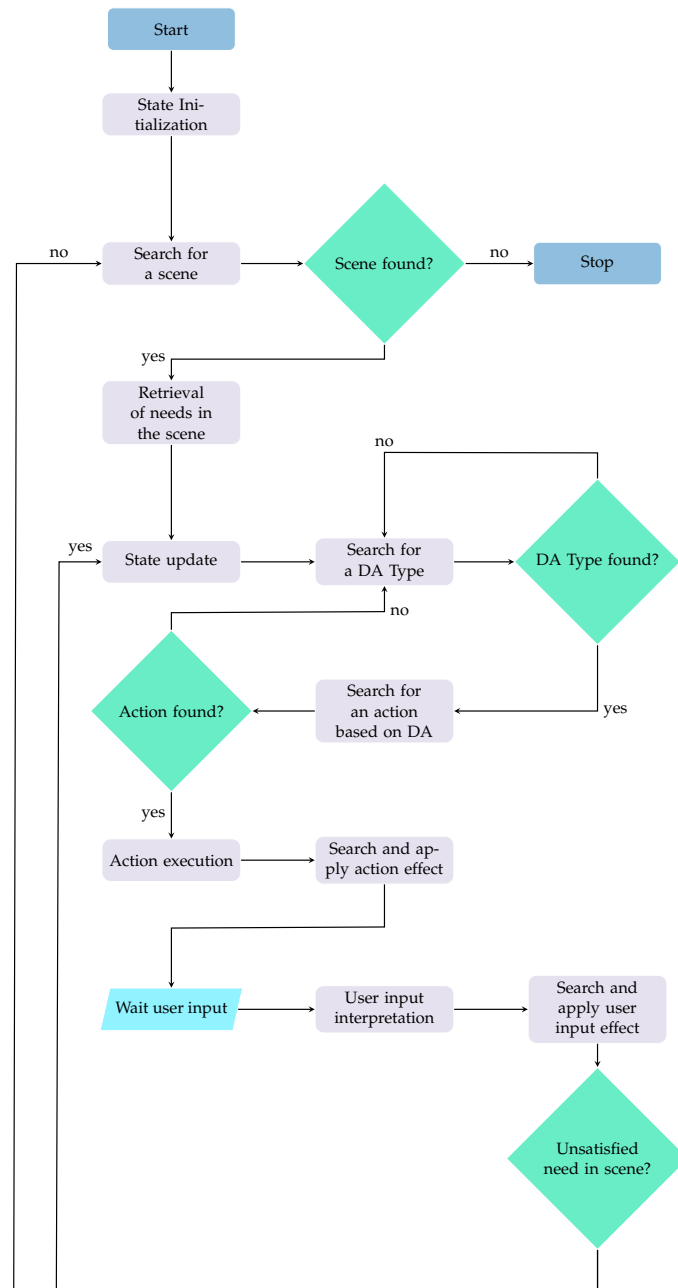 Start
State Ini-
tialization
no
Search for
a scene
Scene found?
no
Stop
yes
Retrieval
of needs in
the scene
no
yes
State update
Search for
a DA Type
DA Type found?
no
Action found?
Search for
an action
based on DA
yes
yes
Action execution
Search and ap-
ply action effect
Wait user input
User input
interpretation
Search and
apply user
input effect
Unsatisfied
need in scene?